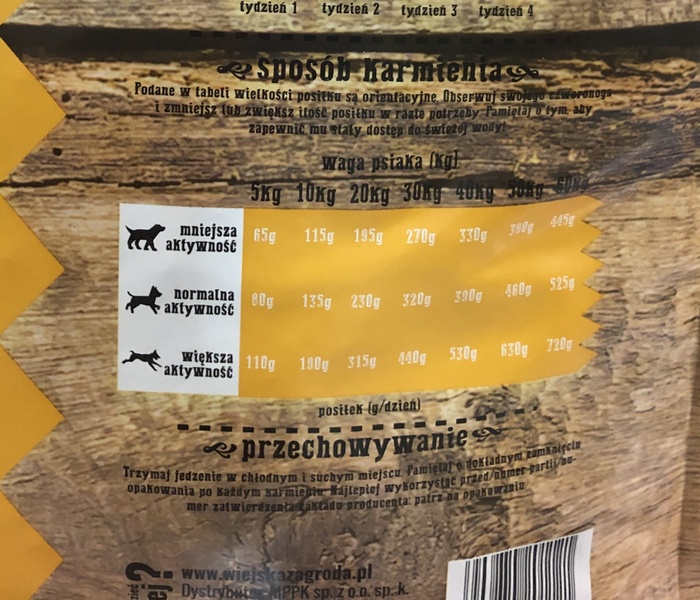 tydzień 1 tydzień 2 tydzień 3 tydzień 4
sposób karmienia
Podane w tabeli wielkości posiłku są orientacyjne. Obserwuj swojego czworonoga
i zmniejsz lub zwiększ ilość posiłku w razie potrzeby. Pamiętaj o tym, aby
zapewnić mu stały dostęp do świeżej wody!
waga psiaka [kg]
5kg 10kg 20kg 30kg 40kg 50kg 60kg
mniejsza
aktywność 65g 115g 195g 270g 330g 390g 445g
normalna
aktywność 80g 135g 230g 320g 390g 460g 525g
większa
aktywność 110g 190g 315g 440g 530g 630g 720g
posiłek (g/dzień)
przechowywanie
Trzymaj jedzenie w chłodnym i suchym miejscu. Pamiętaj o dokładnym zamknięciu
opakowania po każdym karmieniu. Najlepiej wykorzystać przed/numer partii/nu-
mer zatwierdzenia zakładu producenta: patrz na opakowaniu
www.wiejskazagroda.pl
Dystrybutor MPPK sp. z o.o. sp. k.